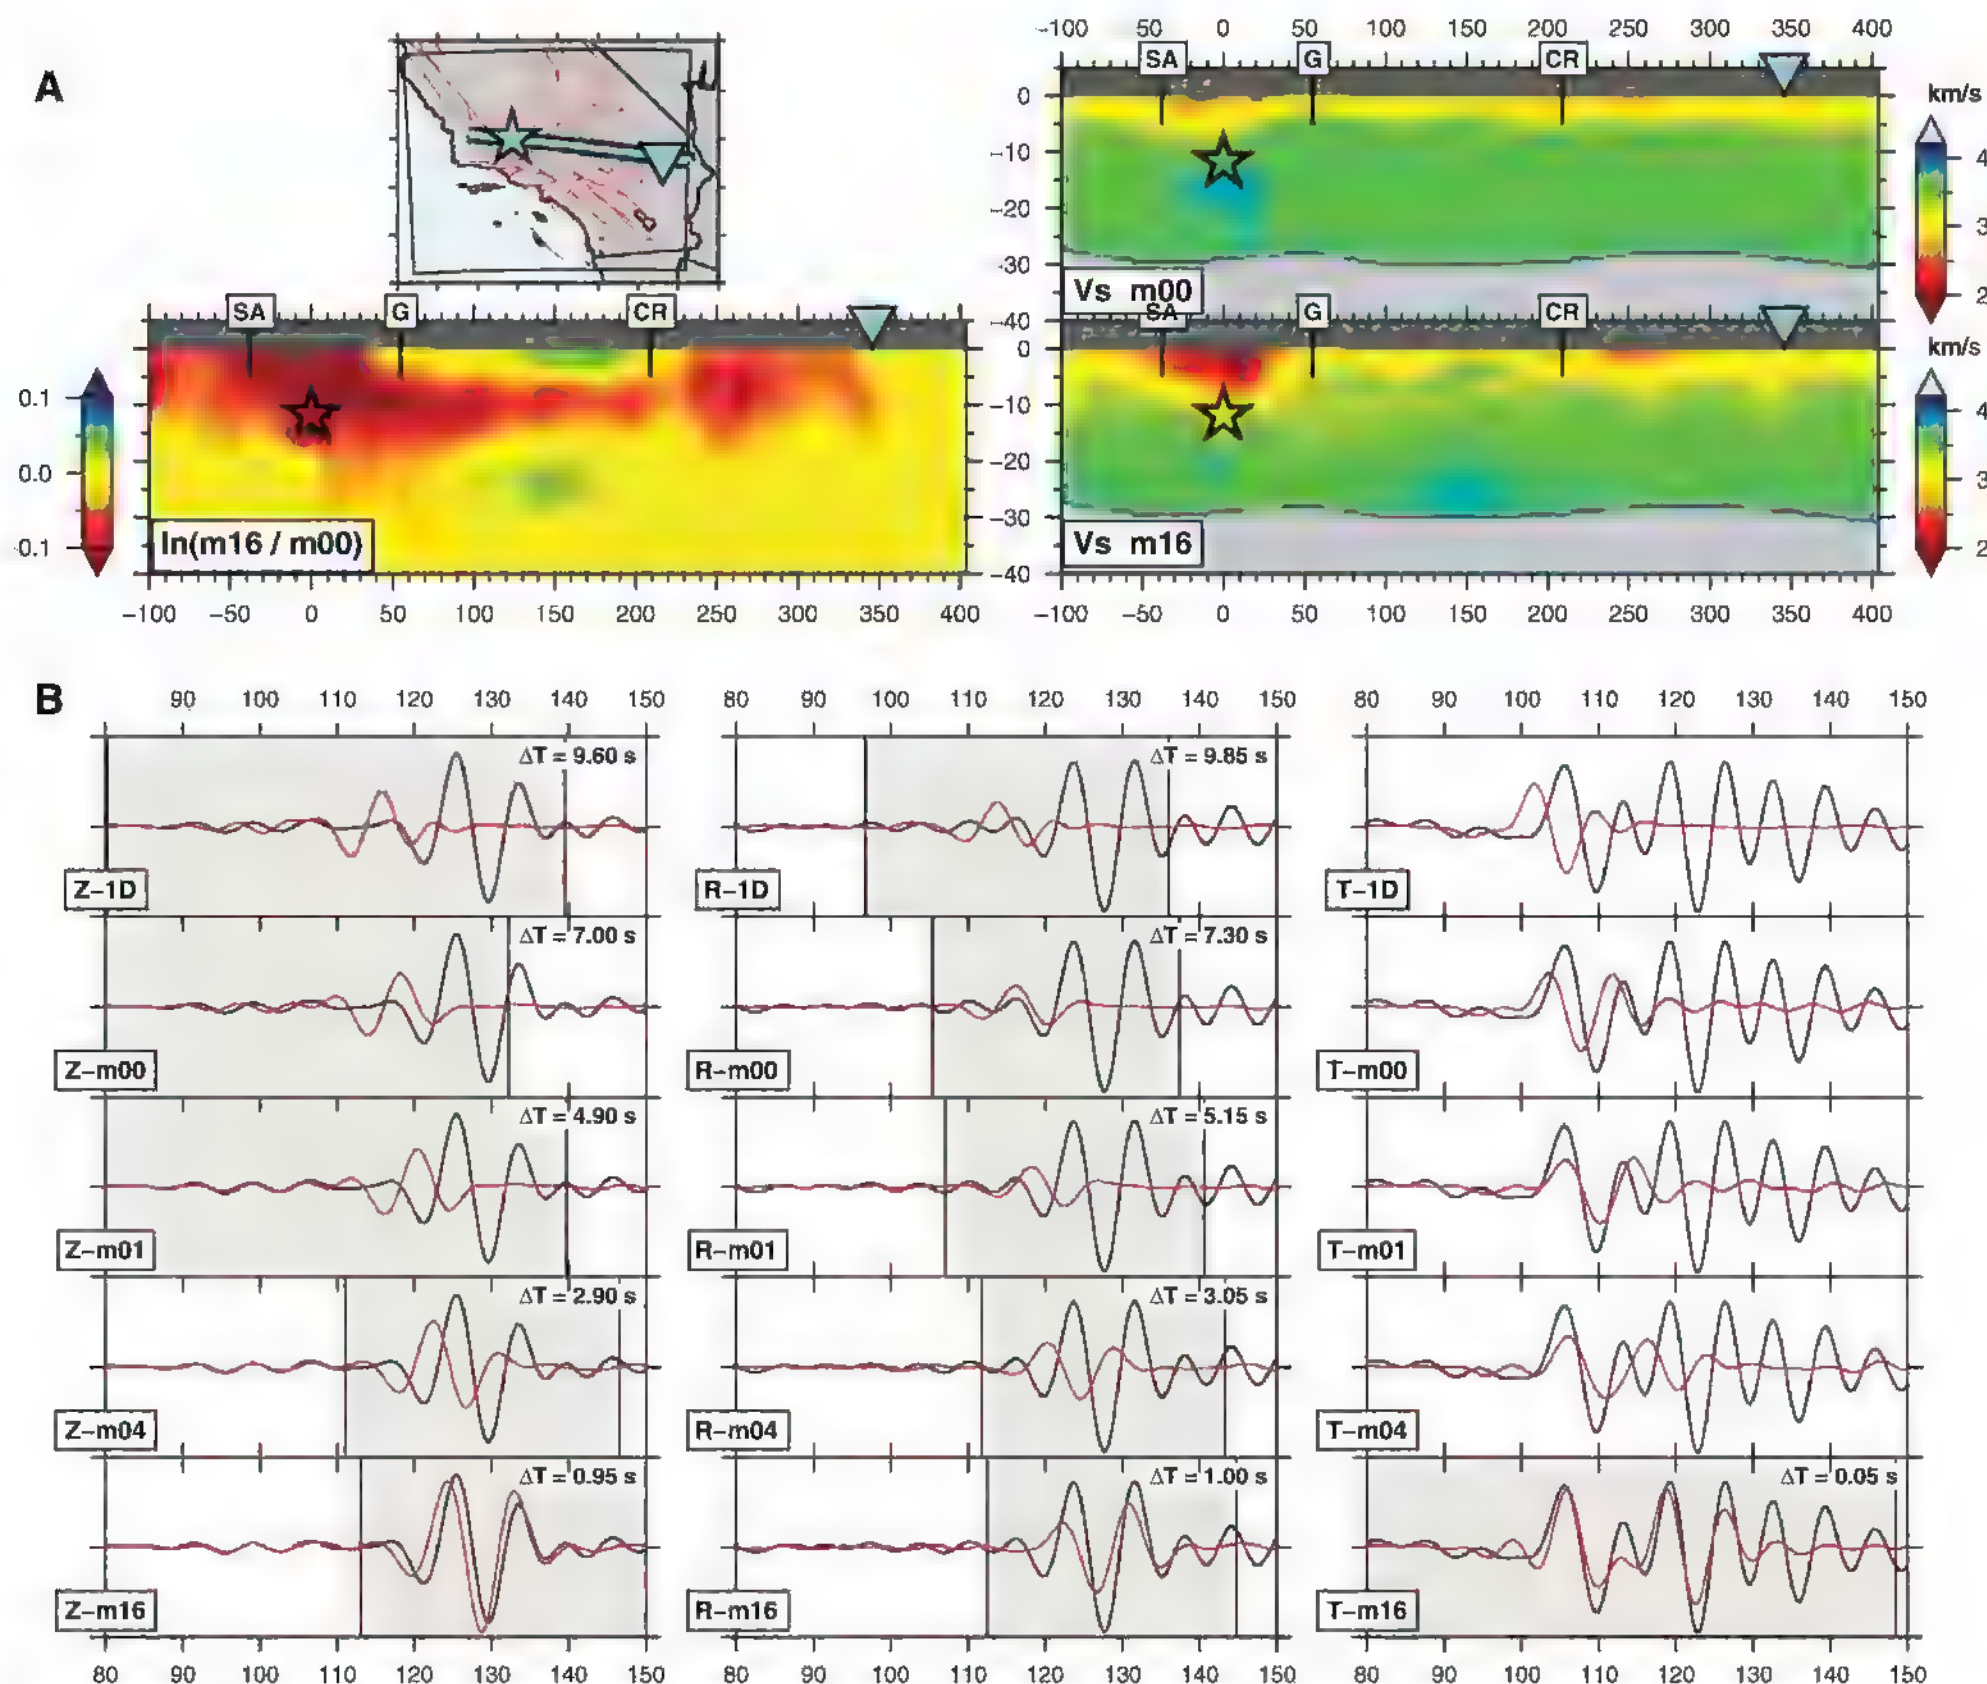 A
-100 50 0 50 100 150 200 250 300 350 400
SA G CR
km/s
0
-10
-20
-30
-40
4
3
2
Vs m00
SA G CR
km/s
0
-10
-20
-30
-40
4
3
2
Vs m16
-100 -50 0 50 100 150 200 250 300 350 400
SA G CR
0.1
0.0
0.1
ln(m16 / m00)
-100 -50 0 50 100 150 200 250 300 350 400
B
90 100 110 120 130 140 150
80 90 100 110 120 130 140 150
80 90 100 110 120 130 140 150
ΔT = 9.60 s
ΔT = 9.85 s
Z-1D
R-1D
T-1D
ΔT = 7.00 s
ΔT = 7.30 s
Z-m00
R-m00
T-m00
ΔT = 4.90 s
ΔT = 5.15 s
Z-m01
R-m01
T-m01
ΔT = 2.90 s
ΔT = 3.05 s
Z-m04
R-m04
T-m04
ΔT = 0.95 s
ΔT = 1.00 s
ΔT = 0.05 s
Z-m16
R-m16
T-m16
80 90 100 110 120 130 140 150
80 90 100 110 120 130 140 150
80 90 100 110 120 130 140 150